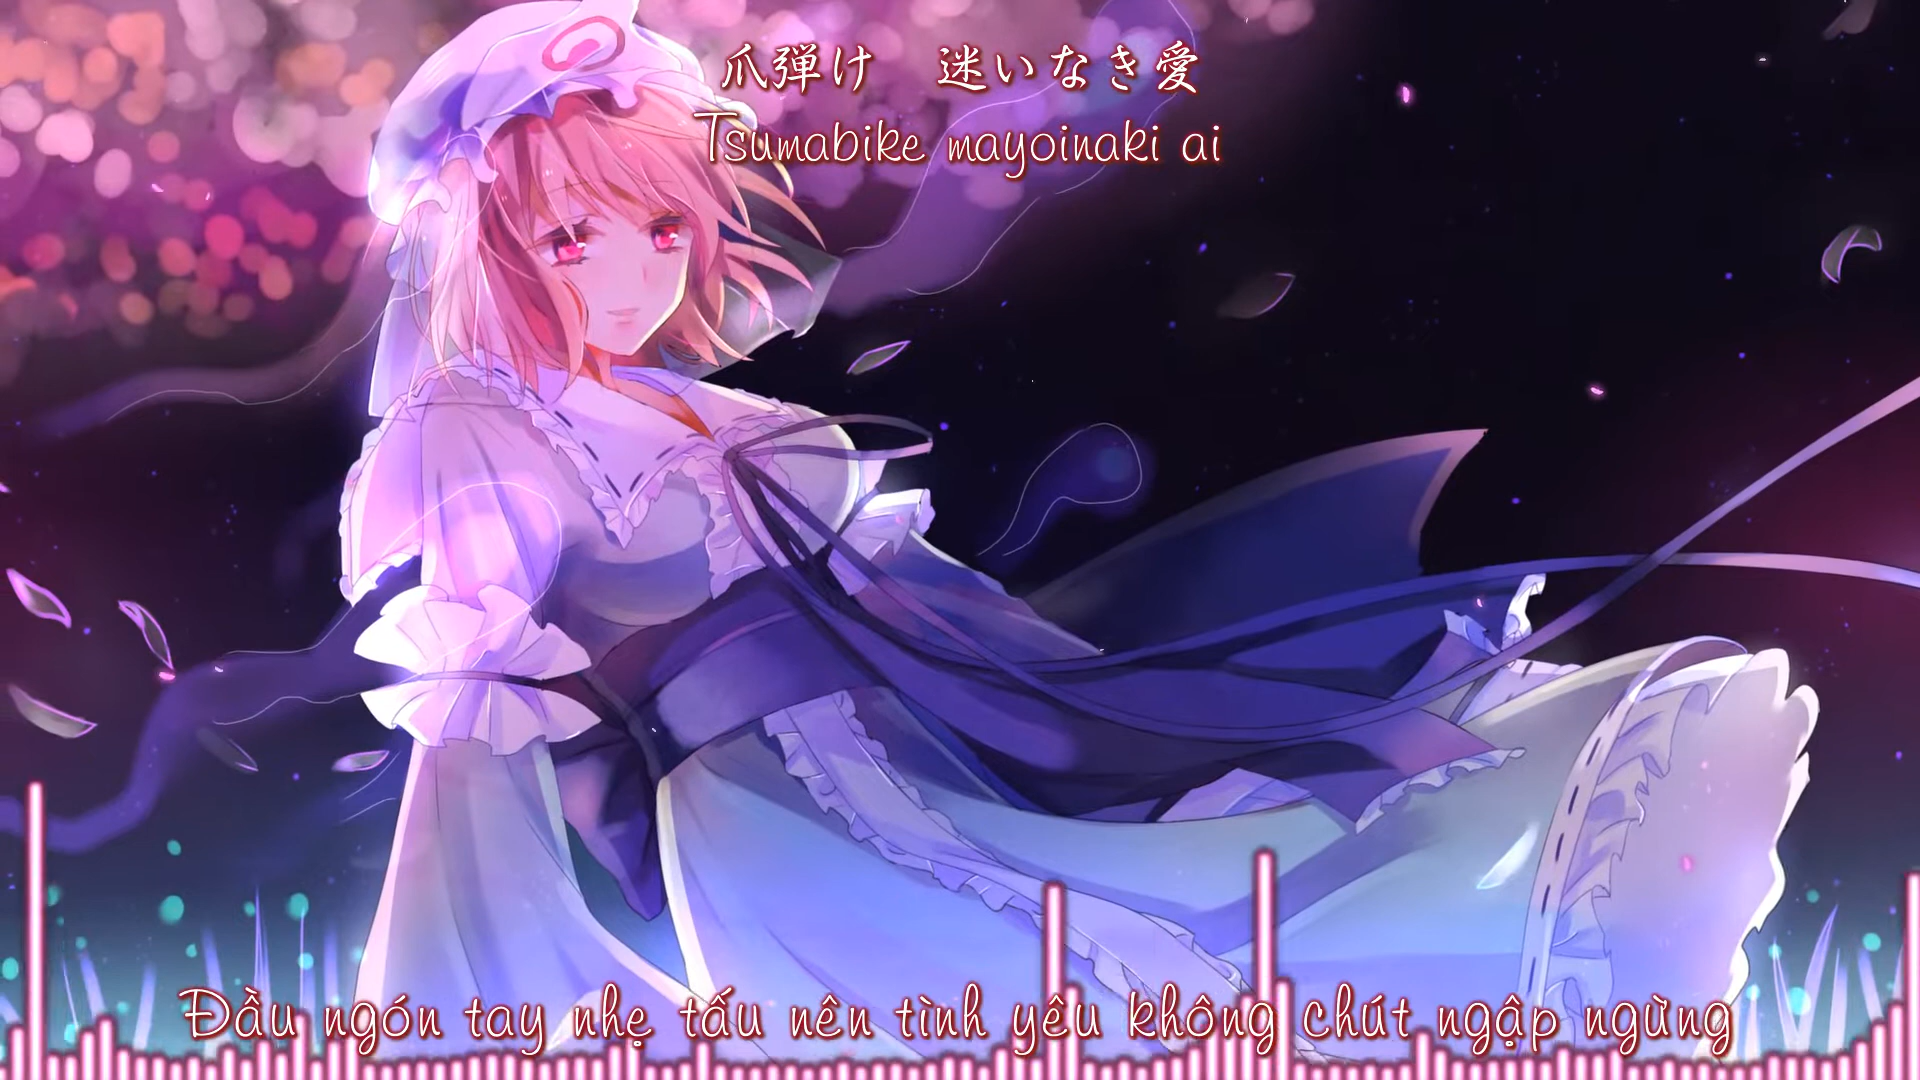 爪弾け　迷いなき愛
Tsumabike mayoinaki ai
Đầu ngón tay nhẹ tấu nên tình yêu không chút ngập ngừng